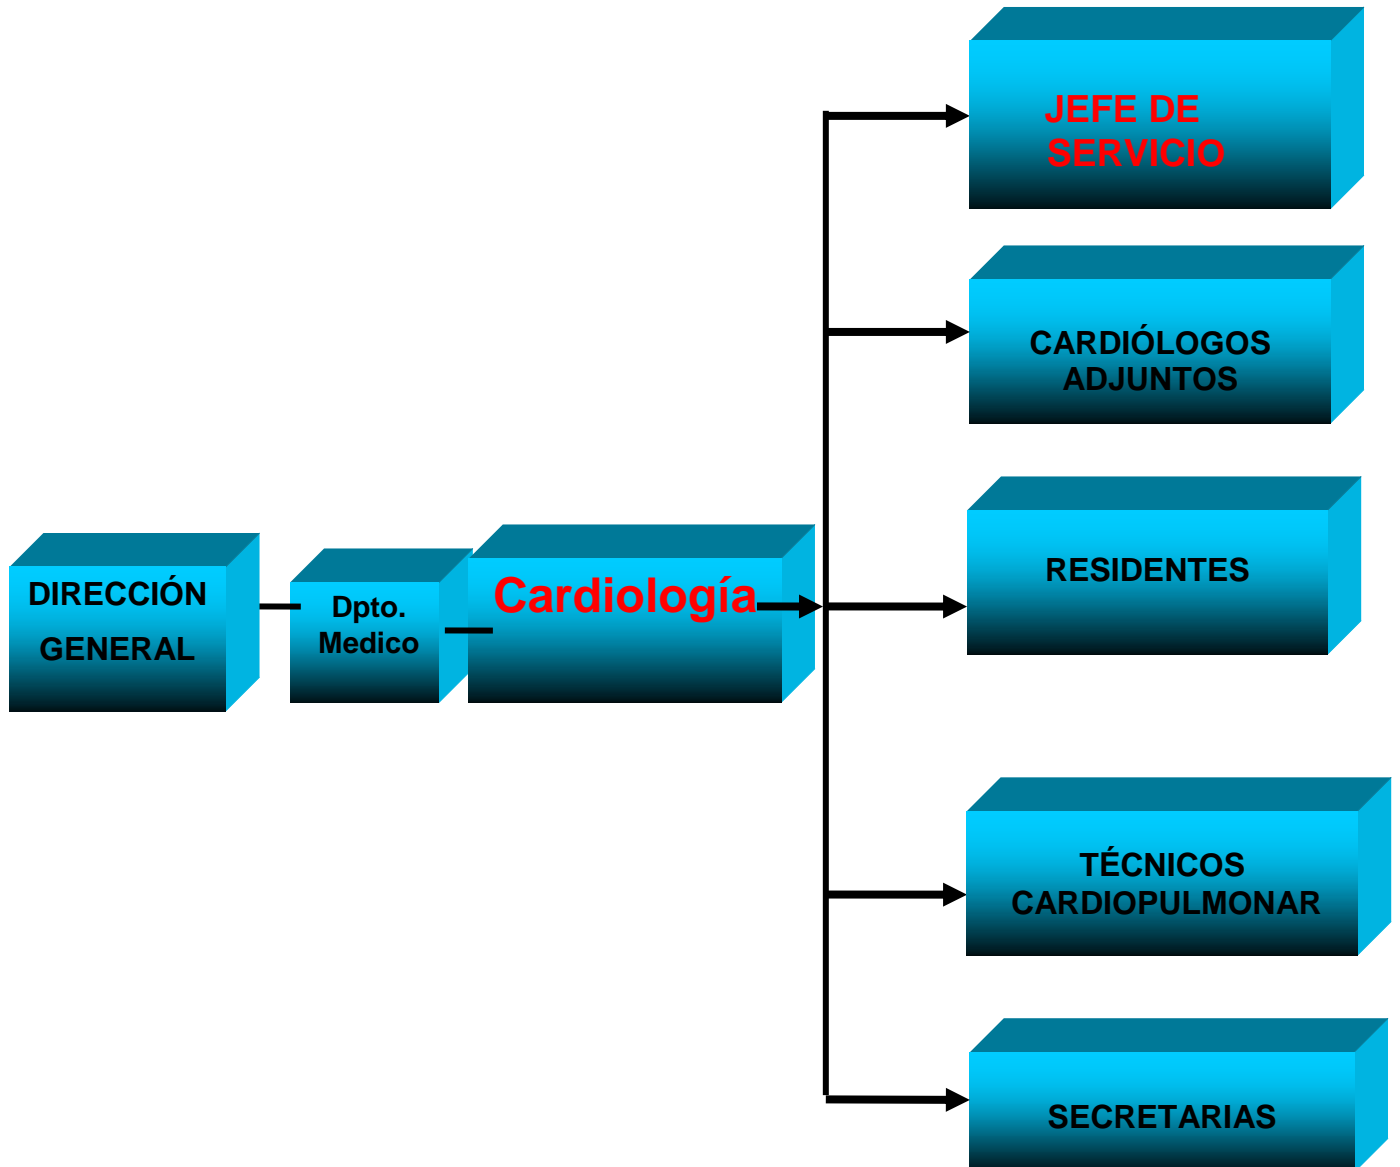 JEFE DE
SERVICIO
CARDIÓLOGOS
ADJUNTOS
RESIDENTES
DIRECCIÓN
GENERAL
Dpto.
Medico
Cardiología
TÉCNICOS
CARDIOPULMONAR
SECRETARIAS